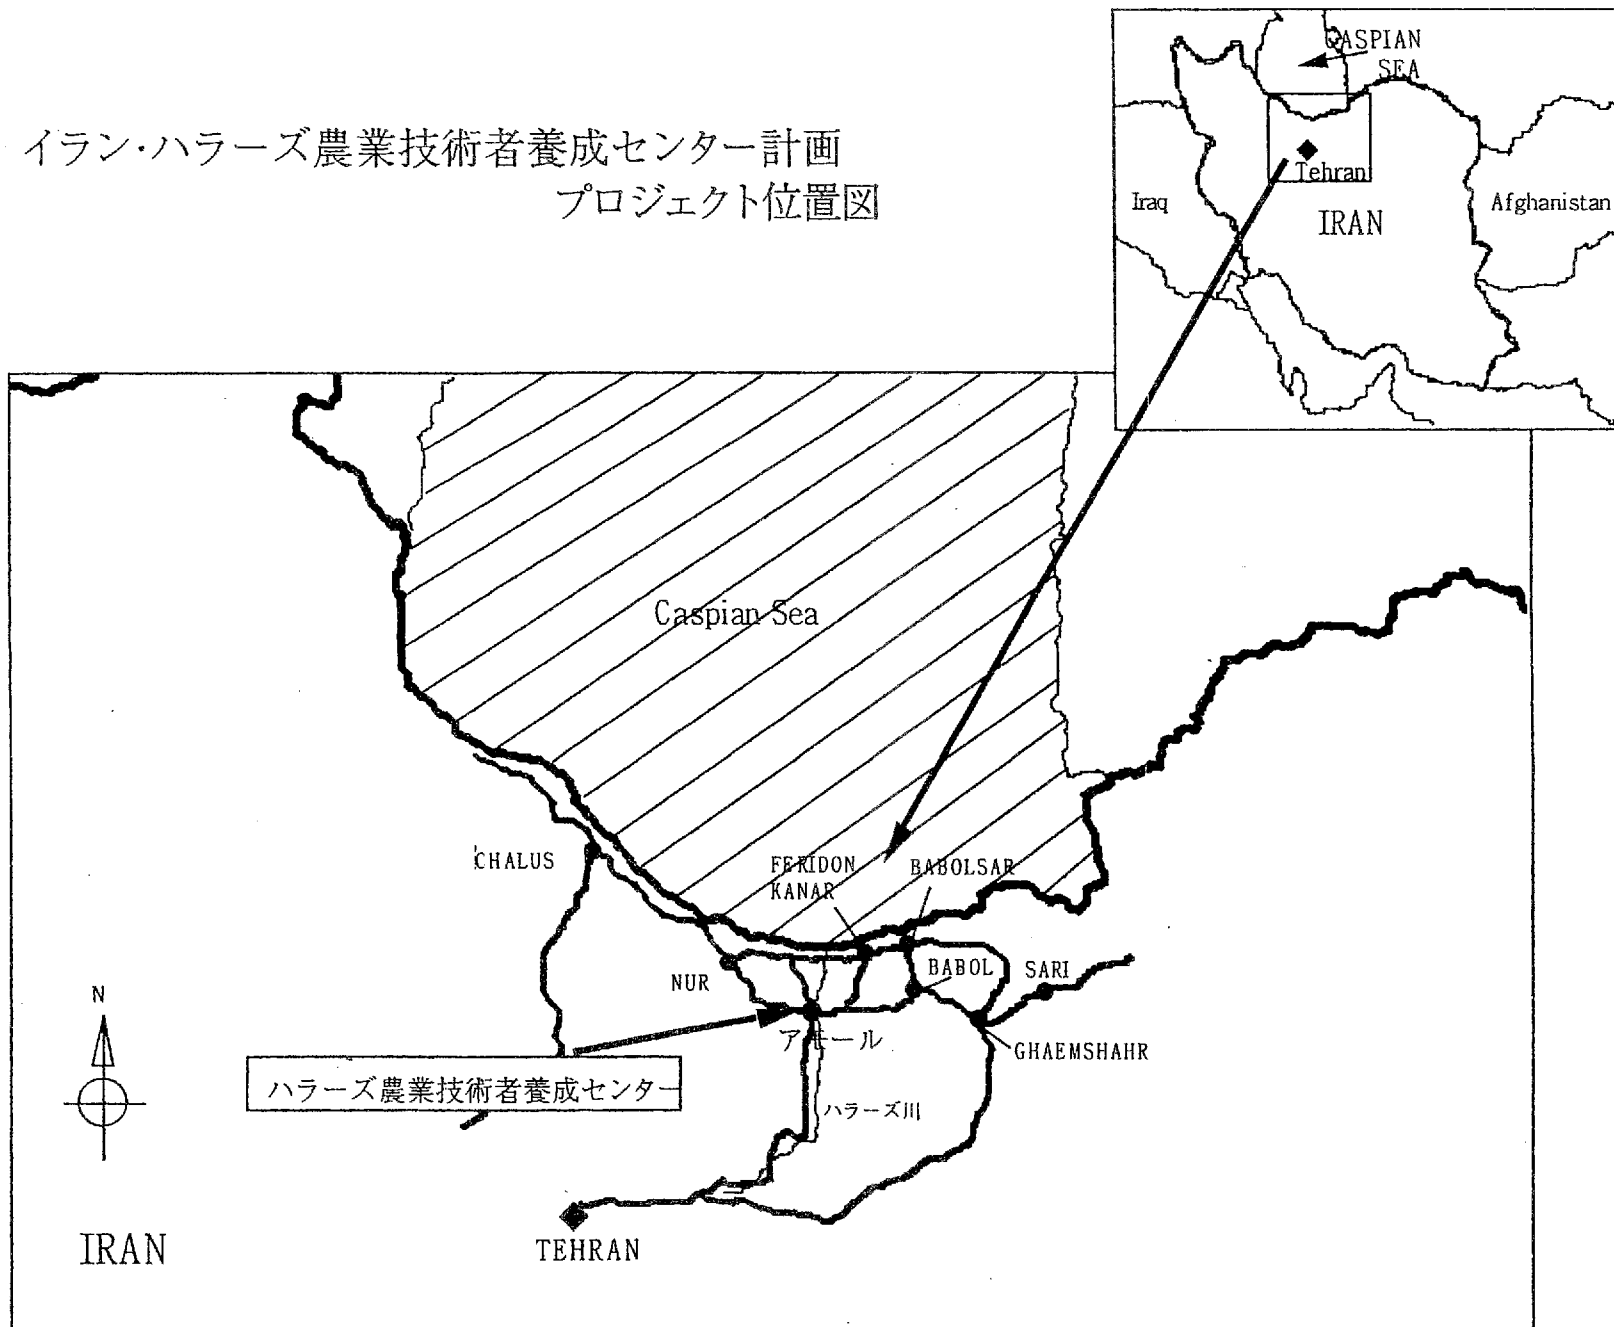 イラン・ハラーズ農業技術者養成センター計画
プロジェクト位置図
CASPIAN
SEA
Tehran
Iraq
IRAN
Afghanistan
Caspian Sea
CHALUS
FERIDON
KANAR
BABOLSAR
NUR
BABOL
SARI
アモール
GHAEMSHAHR
N
ハラーズ農業技術者養成センター
ハラーズ川
TEHRAN
IRAN